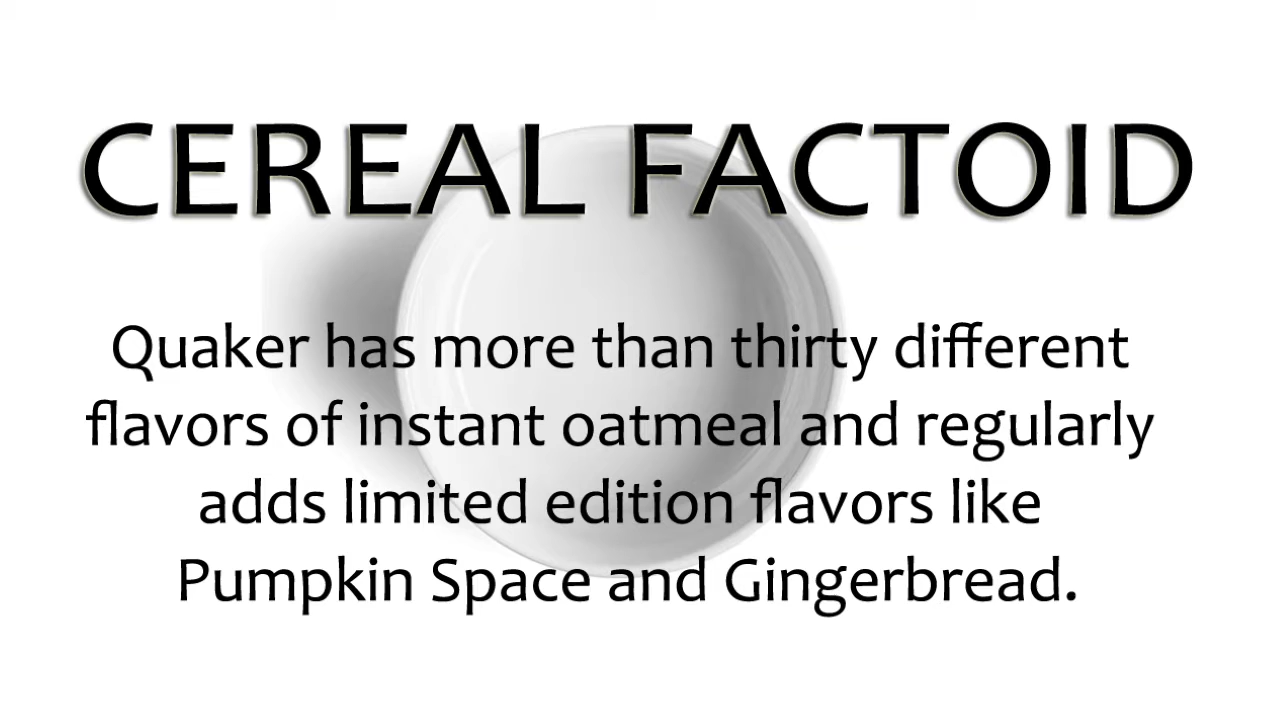 CEREAL FACTOID
Quaker has more than thirty different
flavors of instant oatmeal and regularly
adds limited edition flavors like
Pumpkin Space and Gingerbread.